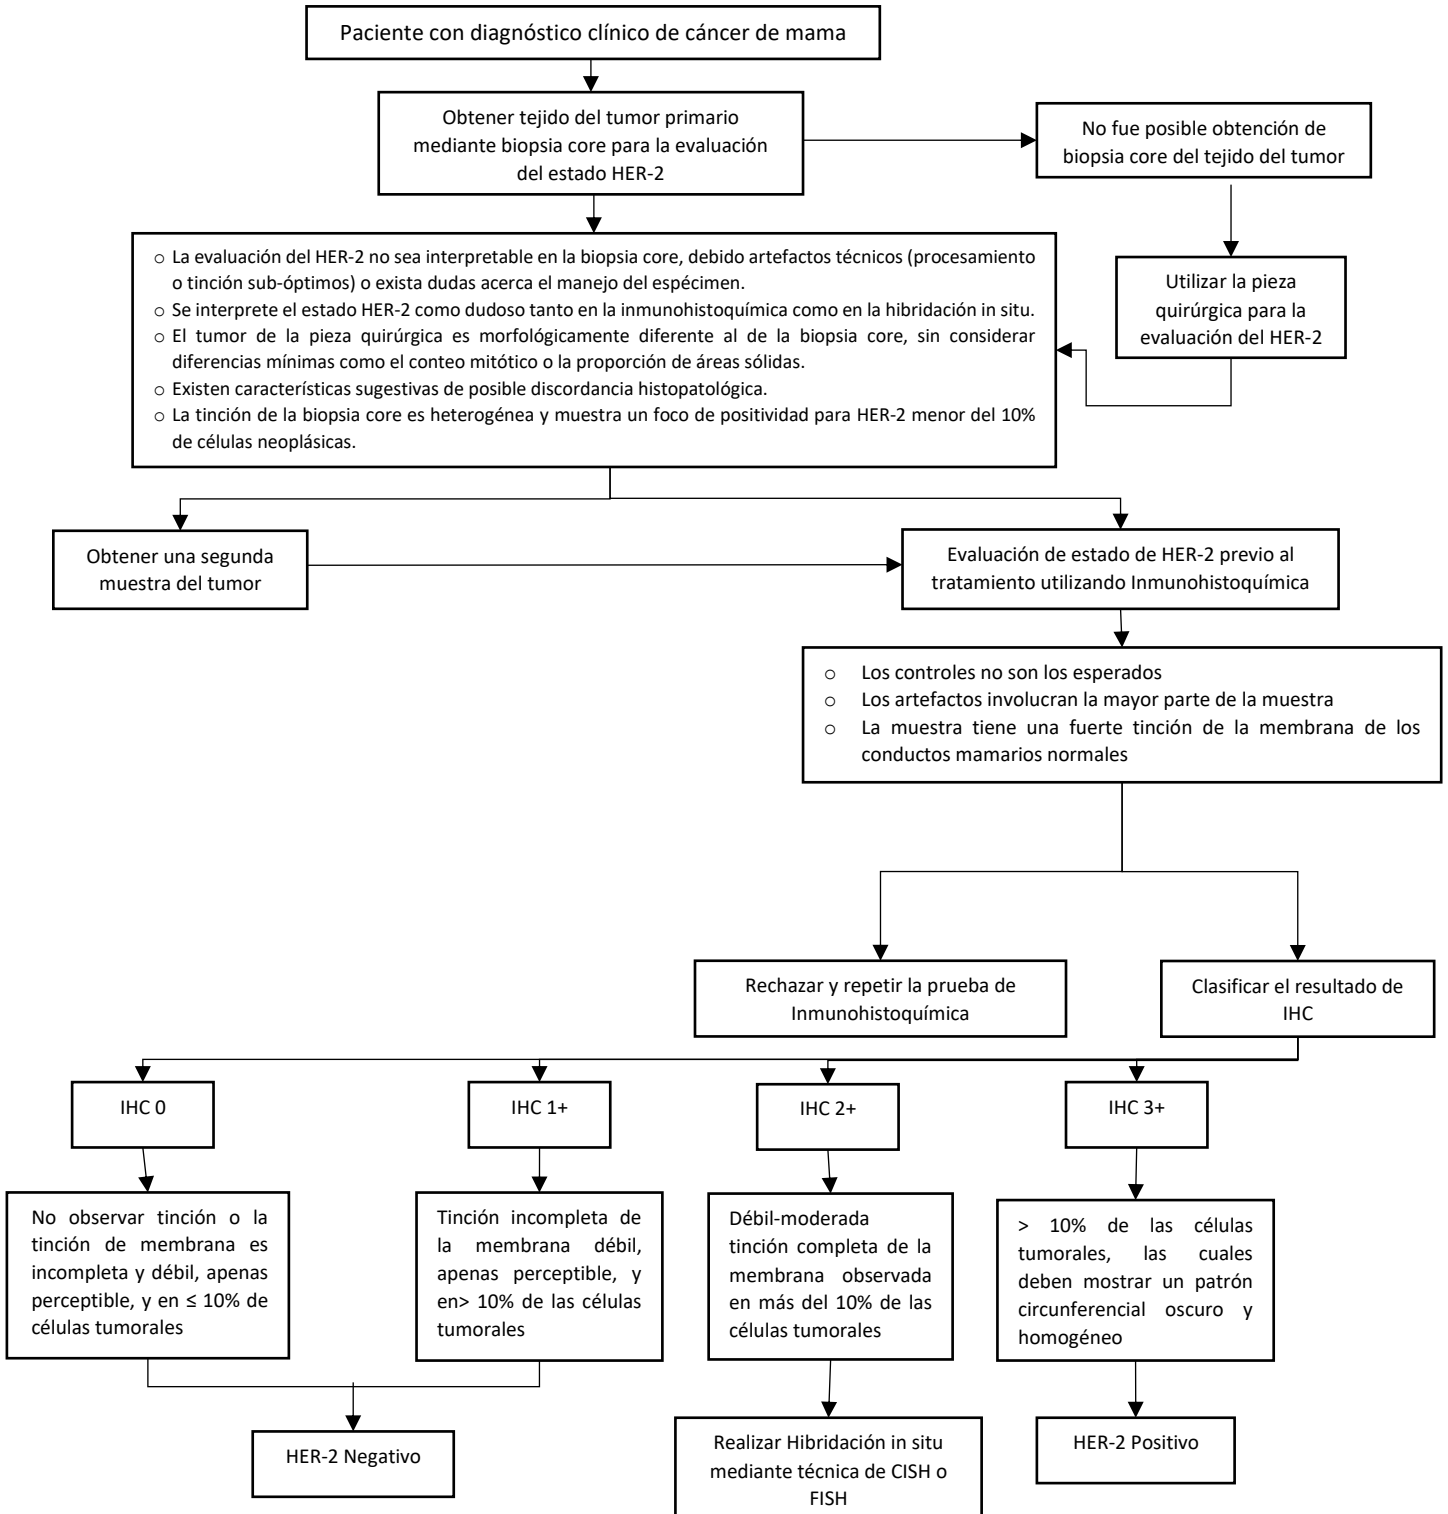 Paciente con diagnóstico clínico de cáncer de mama
Obtener tejido del tumor primario
mediante biopsia core para la evaluación
del estado HER-2
No fue posible obtención de
biopsia core del tejido del tumor
○ La evaluación del HER-2 no sea interpretable en la biopsia core, debido artefactos técnicos (procesamiento
o tinción sub-óptimos) o exista dudas acerca el manejo del espécimen.
○ Se interprete el estado HER-2 como dudoso tanto en la inmunohistoquímica como en la hibridación in situ.
○ El tumor de la pieza quirúrgica es morfológicamente diferente al de la biopsia core, sin considerar
diferencias mínimas como el conteo mitótico o la proporción de áreas sólidas.
○ Existen características sugestivas de posible discordancia histopatológica.
○ La tinción de la biopsia core es heterogénea y muestra un foco de positividad para HER-2 menor del 10%
de células neoplásicas.
Utilizar la pieza
quirúrgica para la
evaluación del HER-2
Obtener una segunda
muestra del tumor
Evaluación de estado de HER-2 previo al
tratamiento utilizando Inmunohistoquímica
○ Los controles no son los esperados
○ Los artefactos involucran la mayor parte de la muestra
○ La muestra tiene una fuerte tinción de la membrana de los
conductos mamarios normales
Rechazar y repetir la prueba de
Inmunohistoquímica
Clasificar el resultado de
IHC
IHC 0
IHC 1+
IHC 2+
IHC 3+
No observar tinción o la
tinción de membrana es
incompleta y débil, apenas
perceptible, y en ≤ 10% de
células tumorales
Tinción incompleta de
la membrana débil,
apenas perceptible, y
en> 10% de las células
tumorales
Débil-moderada
tinción completa de la
membrana observada
en más del 10% de las
células tumorales
> 10% de las células
tumorales, las cuales
deben mostrar un patrón
circunferencial oscuro y
homogéneo
HER-2 Negativo
Realizar Hibridación in situ
mediante técnica de CISH o
FISH
HER-2 Positivo